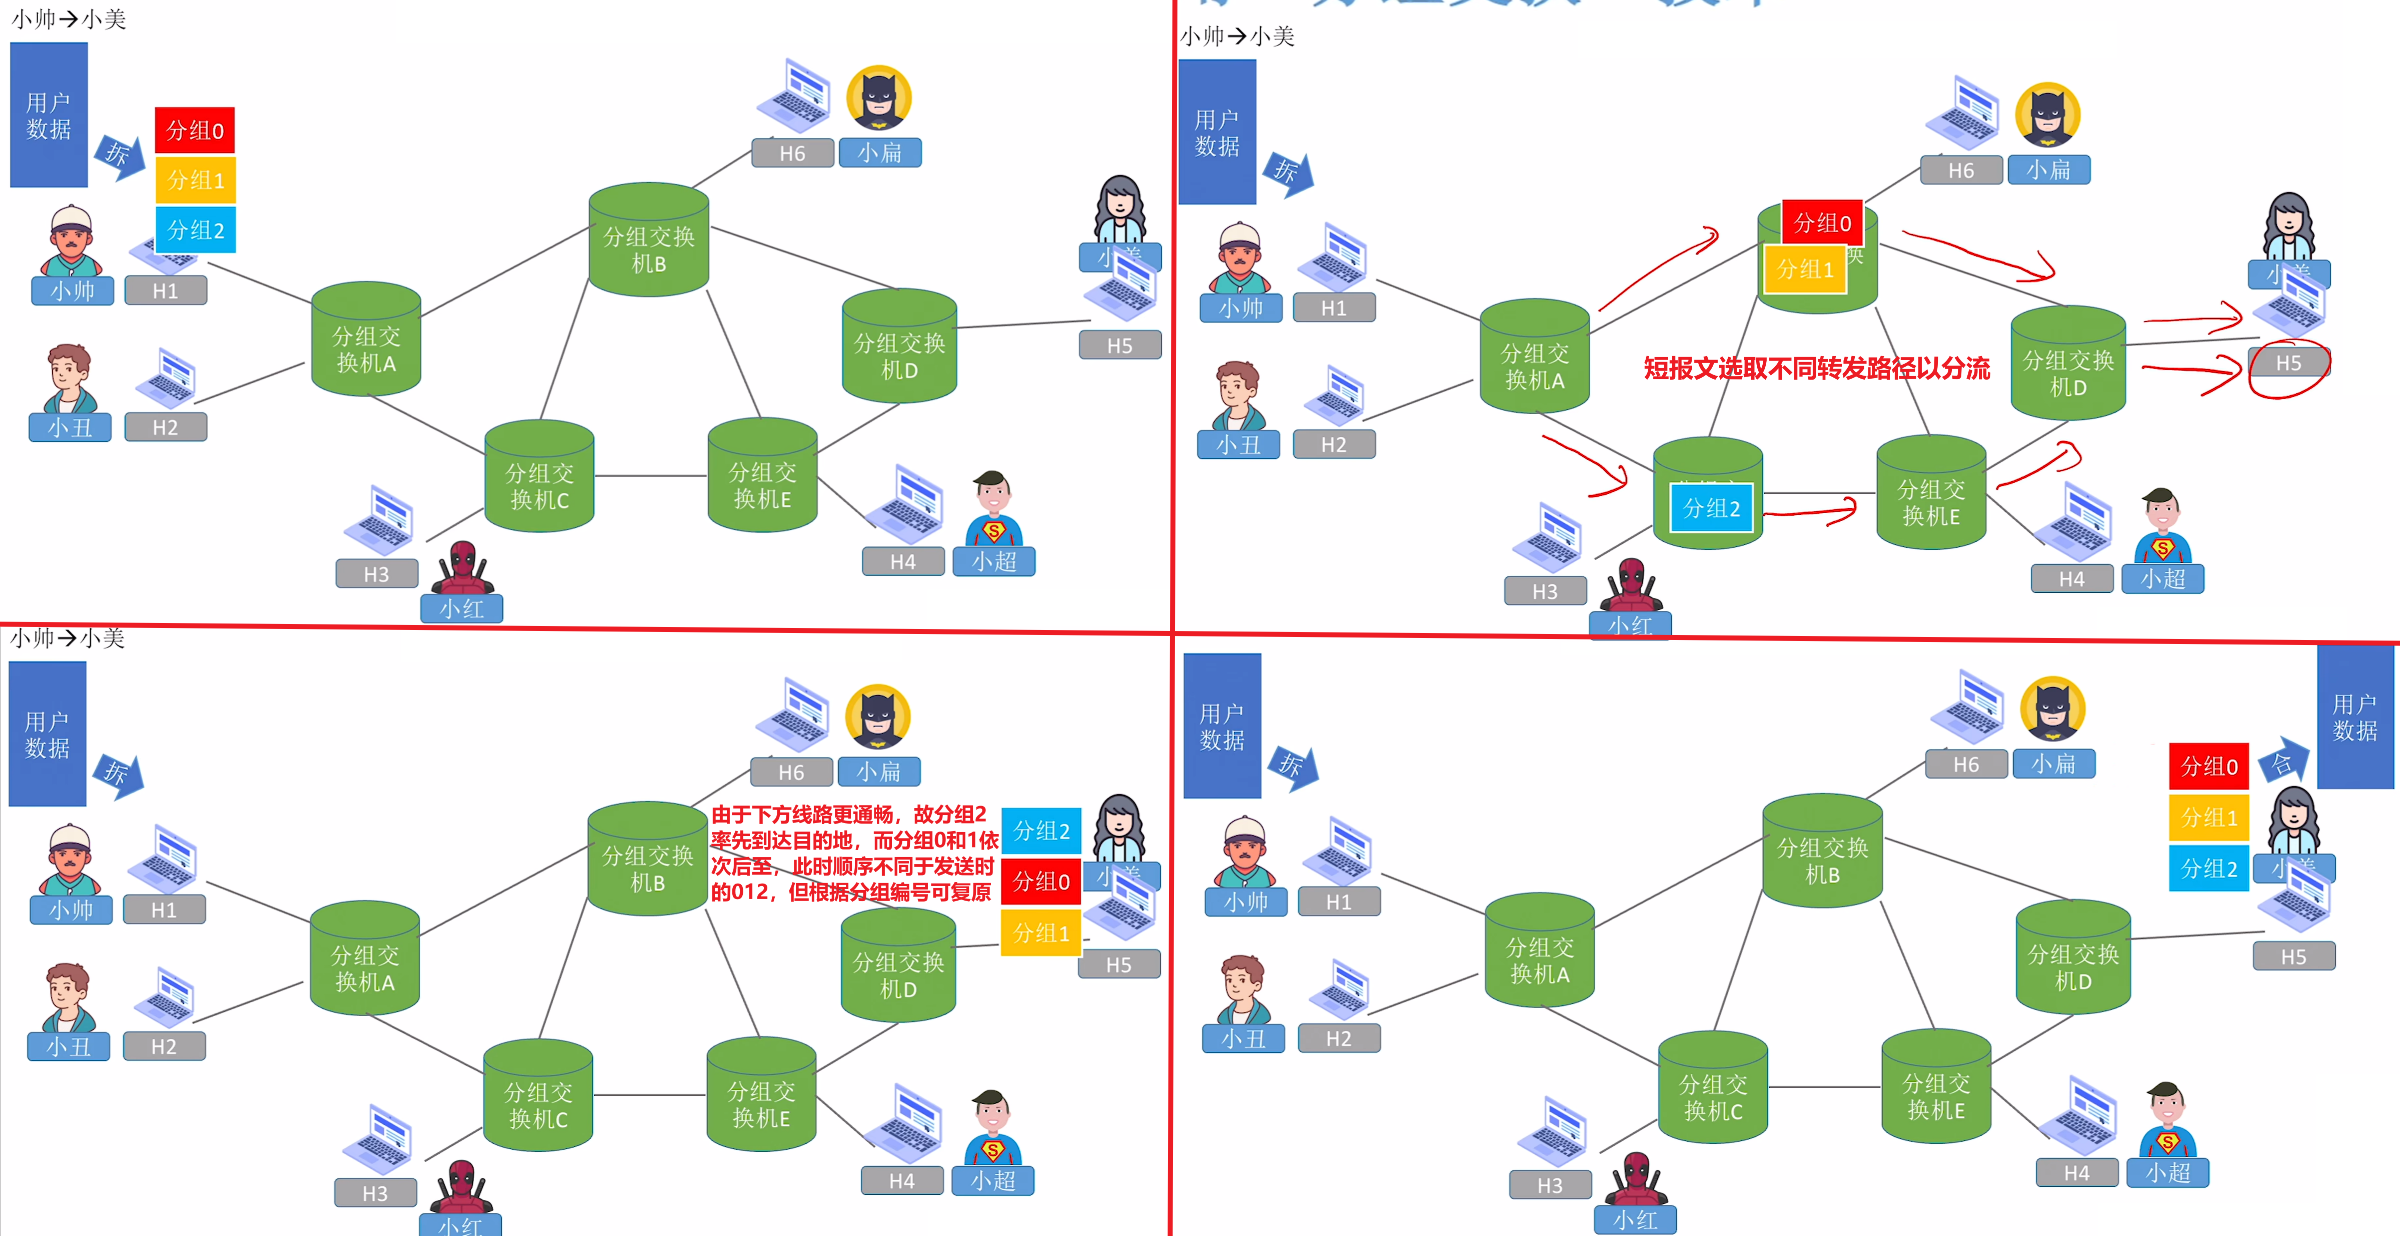 小帅→小美
用户
数据
拆
分组0
分组1
分组2
小帅
H1
小丑
H2
H3
小红
H4
小超
H5
小美
H6
小扁
分组交换
机B
分组交
换机A
分组交换
机D
分组交
换机C
分组交
换机E
小帅→小美
用户
数据
拆
小帅
H1
小丑
H2
H3
小红
H4
小超
H5
小美
H6
小扁
分组0
换
分组1
分组交
换机A
短报文选取不同转发路径以分流
分组交换
机D
分组2
分组交
换机E
小帅→小美
用户
数据
拆
小帅
H1
小丑
H2
H3
小红
H4
小超
H5
小美
H6
小扁
由于下方线路更通畅，故分组2
率先到达目的地，而分组0和1依
次后至，此时顺序不同于发送时
的012，但根据分组编号可复原
分组2
分组0
分组1
分组交换
机B
分组交
换机A
分组交换
机D
分组交
换机C
分组交
换机E
用户
数据
拆
小帅
H1
小丑
H2
H3
小红
H4
小超
H5
小美
H6
小扁
分组0
分组1
分组2
合
用户
数据
分组交换
机B
分组交
换机A
分组交换
机D
分组交
换机C
分组交
换机E